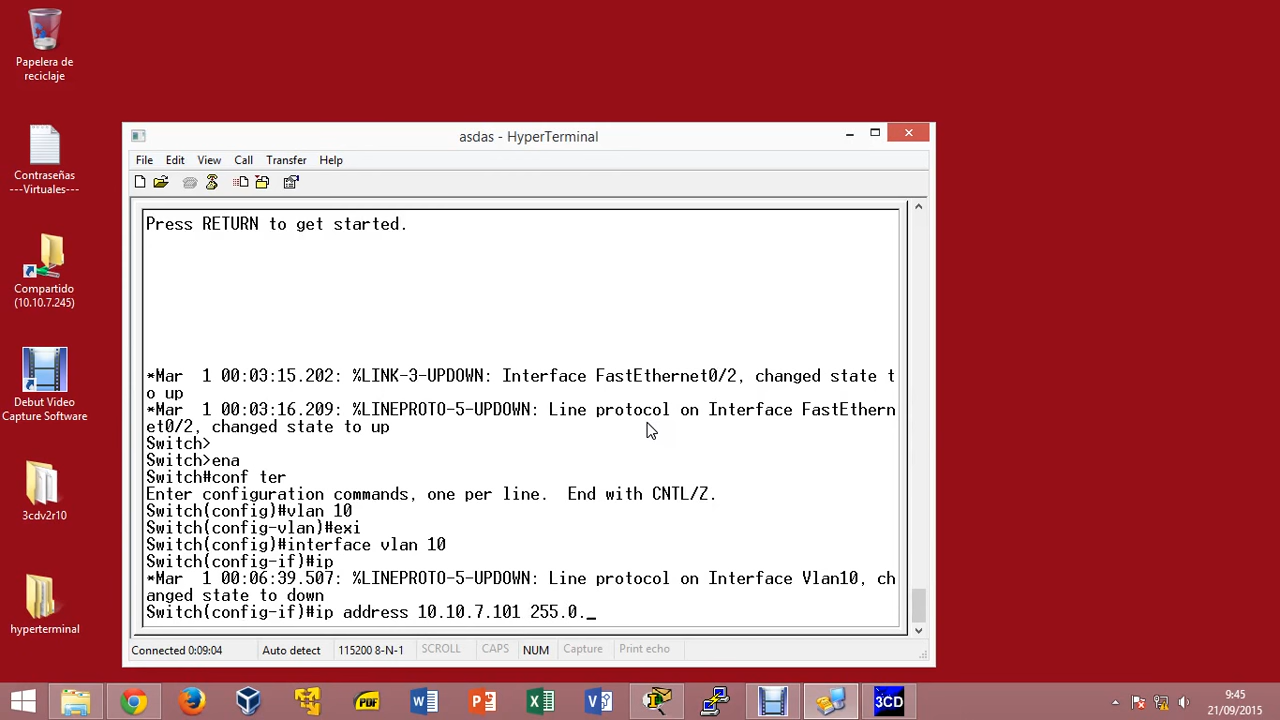 Papelera de
reciclaje
Contraseñas
---Virtuales---
Compartido
(10.10.7.245)
Debut Video
Capture Software
3cdv2r10
hyperterminal
asdas - HyperTerminal
File Edit View Call Transfer Help
Press RETURN to get started.
*Mar  1 00:03:15.202: %LINK-3-UPDOWN: Interface FastEthernet0/2, changed state t
o up
*Mar  1 00:03:16.209: %LINEPROTO-5-UPDOWN: Line protocol on Interface FastEthern
et0/2, changed state to up
Switch>
Switch>ena
Switch#conf ter
Enter configuration commands, one per line.  End with CNTL/Z.
Switch(config)#vlan 10
Switch(config-vlan)#exi
Switch(config)#interface vlan 10
Switch(config-if)#ip
*Mar  1 00:06:39.507: %LINEPROTO-5-UPDOWN: Line protocol on Interface Vlan10, ch
anged state to down
Switch(config-if)#ip address 10.10.7.101 255.0._
Connected 0:09:04 Auto detect 115200 8-N-1 SCROLL CAPS NUM Capture Print echo
PDF 3CD
9:45
21/09/2015